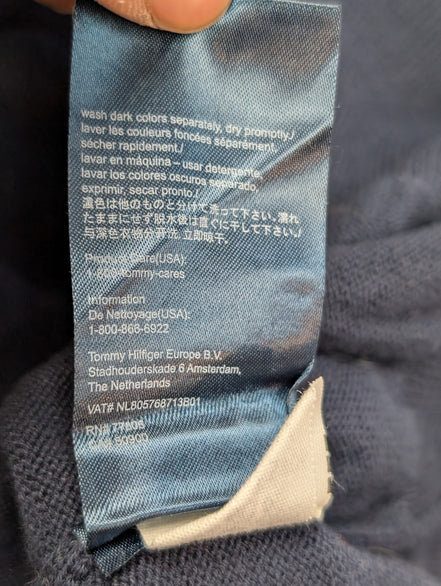 wash dark colors separately, dry promptly./
laver les couleurs foncées séparément,
sécher rapidement./
lavar en máquina – usar detergente,
lavar los colores oscuros separado,
exprimir, secar pronto./
濃色は他のものと分けて洗って下さい。濡れ
たままにせず脱水後は直ぐに干して下さい。/
与深色衣物分开洗, 立即晾干。
Product Care(USA):
1-800-tommy-cares
Information
De Nettoyage(USA):
1-800-866-6922
Tommy Hilfiger Europe B.V.
Stadhouderskade 6 Amsterdam,
The Netherlands
VAT# NL805768713B01
RN# 77806